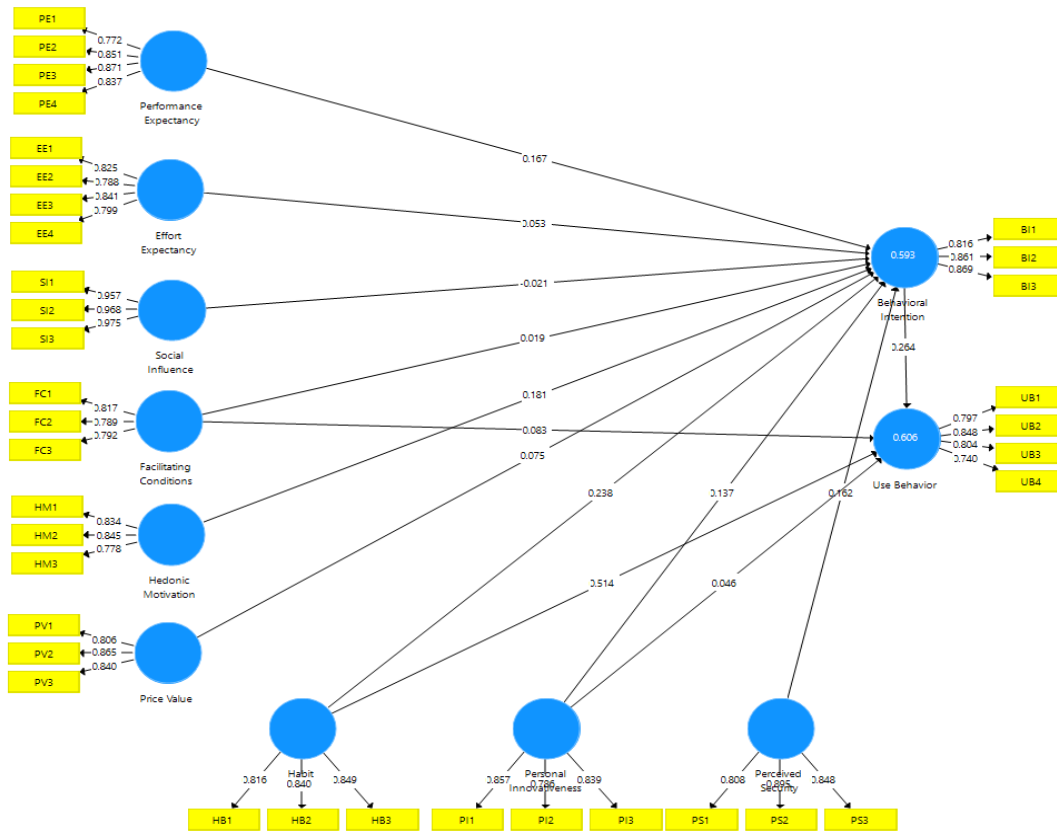 PE1
0.772
PE2
0.851
PE3
0.871
0.837
PE4
Performance
Expectancy
0.167
EE1
0.825
EE2
0.788
EE3
0.841
0.799
EE4
Effort
Expectancy
0.053
SI1
0.957
SI2
0.968
0.975
SI3
Social
Influence
-0.021
FC1
0.817
FC2
0.789
0.792
FC3
Facilitating
Conditions
0.019
0.083
HM1
0.834
HM2
0.845
0.778
HM3
Hedonic
Motivation
0.181
PV1
0.806
PV2
0.865
0.840
PV3
Price Value
0.075
0.593
Behavioral
Intention
0.816
BI1
0.861
BI2
0.869
BI3
0.264
0.606
Use Behavior
0.797
UB1
0.848
UB2
0.804
UB3
0.740
UB4
0.238
0.137
0.162
0.514
0.046
Habit
0.816
0.840
0.849
HB1
HB2
HB3
Personal
Innovativeness
0.857
0.786
0.839
PI1
PI2
PI3
Perceived
Security
0.808
0.895
0.848
PS1
PS2
PS3